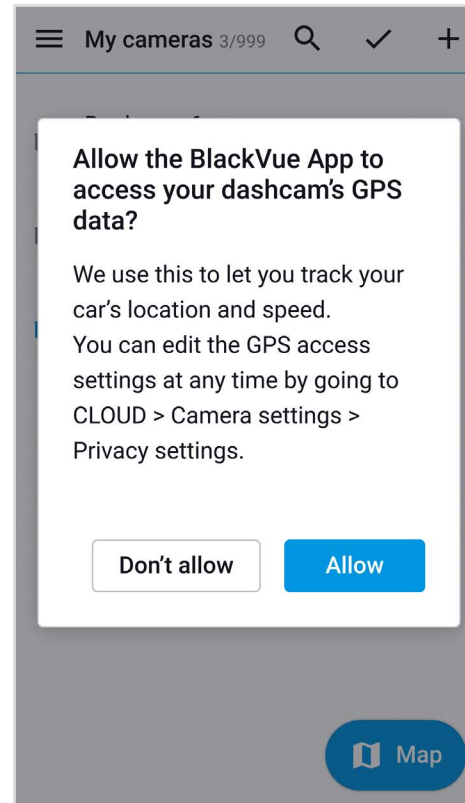 My cameras 3/999
Allow the BlackVue App to
access your dashcam's GPS
data?
We use this to let you track your
car's location and speed.
You can edit the GPS access
settings at any time by going to
CLOUD > Camera settings >
Privacy settings.
Don't allow
Allow
Map